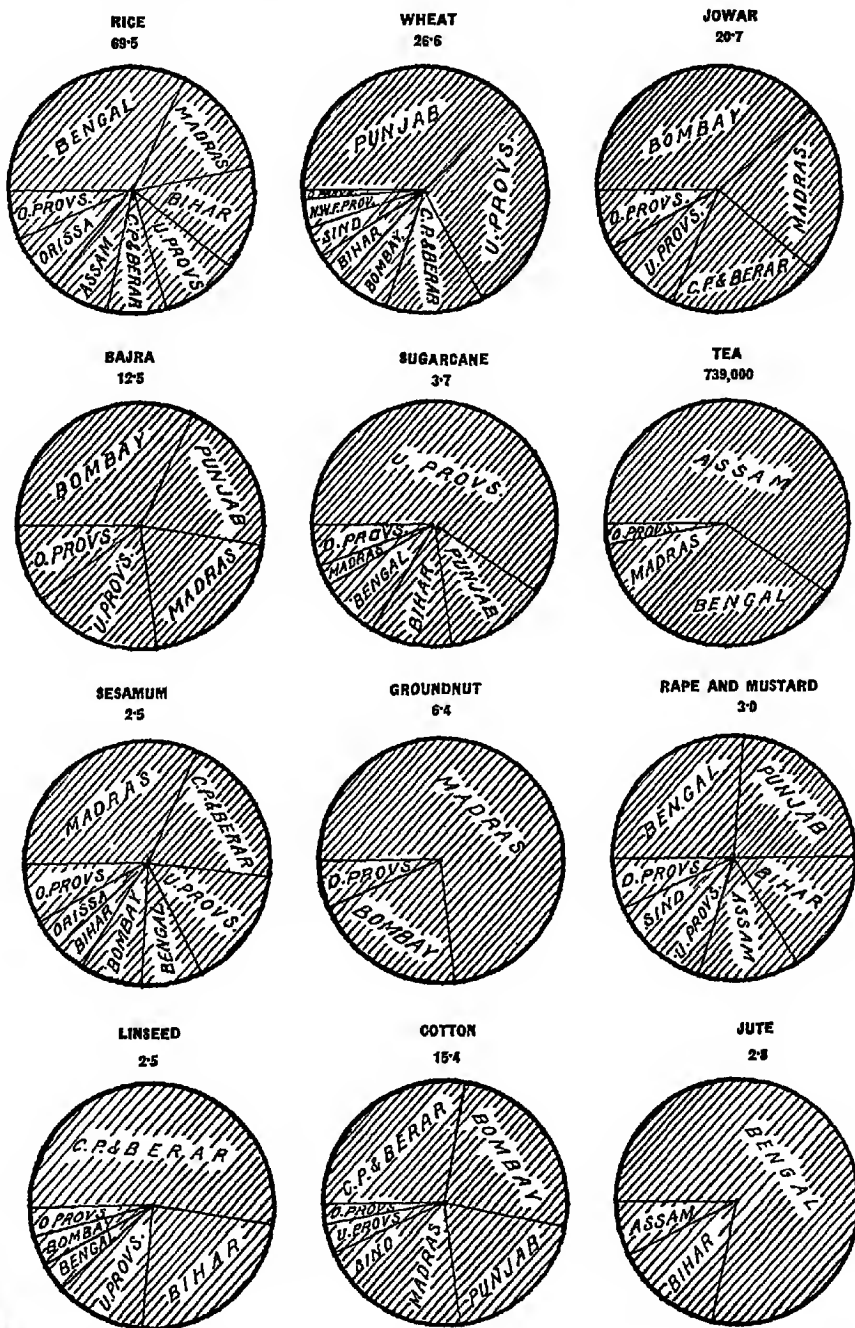 RICE
69·5
BENGAL
MADRAS
BIHAR
U.PROVS
C.P.&BERAR
ASSAM
ORISSA
O.PROVS.
WHEAT
26·6
PUNJAB
U.PROVS.
C.P.&BERAR
BOMBAY
BIHAR
SIND
N.W.F.PROV.
JOWAR
20·7
BOMBAY
MADRAS
C.P.&BERAR
U.PROVS.
O.PROVS.
BAJRA
12·5
BOMBAY
PUNJAB
MADRAS
U.PROVS.
O.PROVS.
SUGARCANE
3·7
U.PROVS.
PUNJAB
BIHAR
BENGAL
MADRAS
O.PROVS.
TEA
739,000
ASSAM
BENGAL
MADRAS
O.PROVS.
SESAMUM
2·5
MADRAS
C.P.&BERAR
U.PROVS.
BENGAL
BOMBAY
BIHAR
ORISSA
O.PROVS.
GROUNDNUT
6·4
MADRAS
BOMBAY
O.PROVS.
RAPE AND MUSTARD
3·0
BENGAL
PUNJAB
BIHAR
ASSAM
U.PROVS.
SIND
O.PROVS.
LINSEED
2·5
C.P.&BERAR
BIHAR
U.PROVS.
BENGAL
BOMBAY
O.PROVS.
COTTON
15·4
C.P.&BERAR
BOMBAY
PUNJAB
MADRAS
SIND
U.PROVS.
O.PROVS.
JUTE
2·8
BENGAL
BIHAR
ASSAM